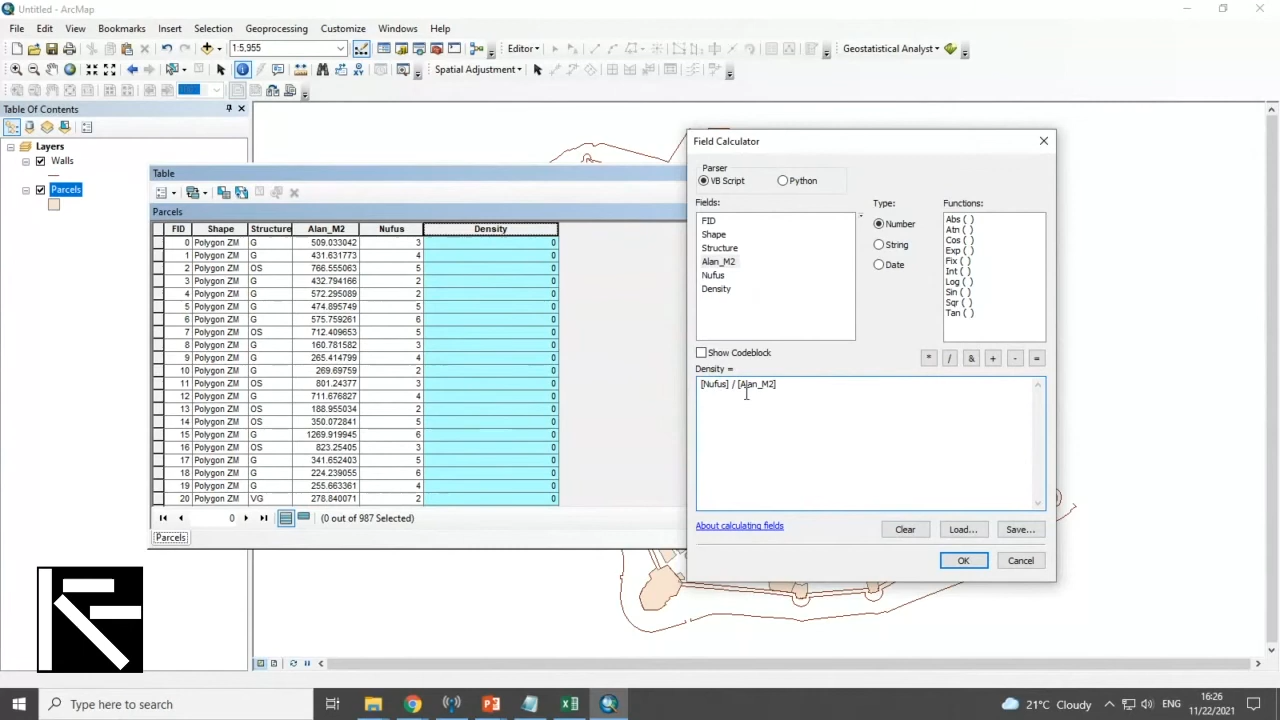 Untitled - ArcMap
File Edit View Bookmarks Insert Selection Geoprocessing Customize Windows Help
1:5,955 Editor Geostatistical Analyst
Spatial Adjustment
Table Of Contents
Layers
Walls
Parcels
Table
Parcels
FID Shape Structure Alan_M2 Nufus Density
0 Polygon ZM G 509.033042 3 0
1 Polygon ZM G 431.631773 4 0
2 Polygon ZM OS 766.555063 5 0
3 Polygon ZM G 432.794166 2 0
4 Polygon ZM G 572.295089 2 0
5 Polygon ZM G 474.895749 5 0
6 Polygon ZM G 575.759261 6 0
7 Polygon ZM OS 712.409653 5 0
8 Polygon ZM G 160.781582 3 0
9 Polygon ZM G 265.414799 4 0
10 Polygon ZM G 269.69759 2 0
11 Polygon ZM OS 801.24377 3 0
12 Polygon ZM G 711.676827 4 0
13 Polygon ZM OS 188.955034 2 0
14 Polygon ZM OS 350.072841 5 0
15 Polygon ZM G 1269.919945 6 0
16 Polygon ZM OS 823.25405 3 0
17 Polygon ZM G 341.652403 5 0
18 Polygon ZM G 224.239055 6 0
19 Polygon ZM G 255.663361 4 0
20 Polygon ZM VG 278.840071 2 0
0 (0 out of 987 Selected)
Parcels
Field Calculator
Parser
VB Script Python
Fields: Type: Functions:
FID
Shape
Structure
Alan_M2
Nufus
Density
Number
String
Date
Abs ( )
Atn ( )
Cos ( )
Exp ( )
Fix ( )
Int ( )
Log ( )
Sin ( )
Sqr ( )
Tan ( )
Show Codeblock
* / & + - =
Density =
[Nufus] / [Alan_M2]
About calculating fields Clear Load... Save...
OK Cancel
Type here to search
21°C Cloudy ENG
16:26
11/22/2021